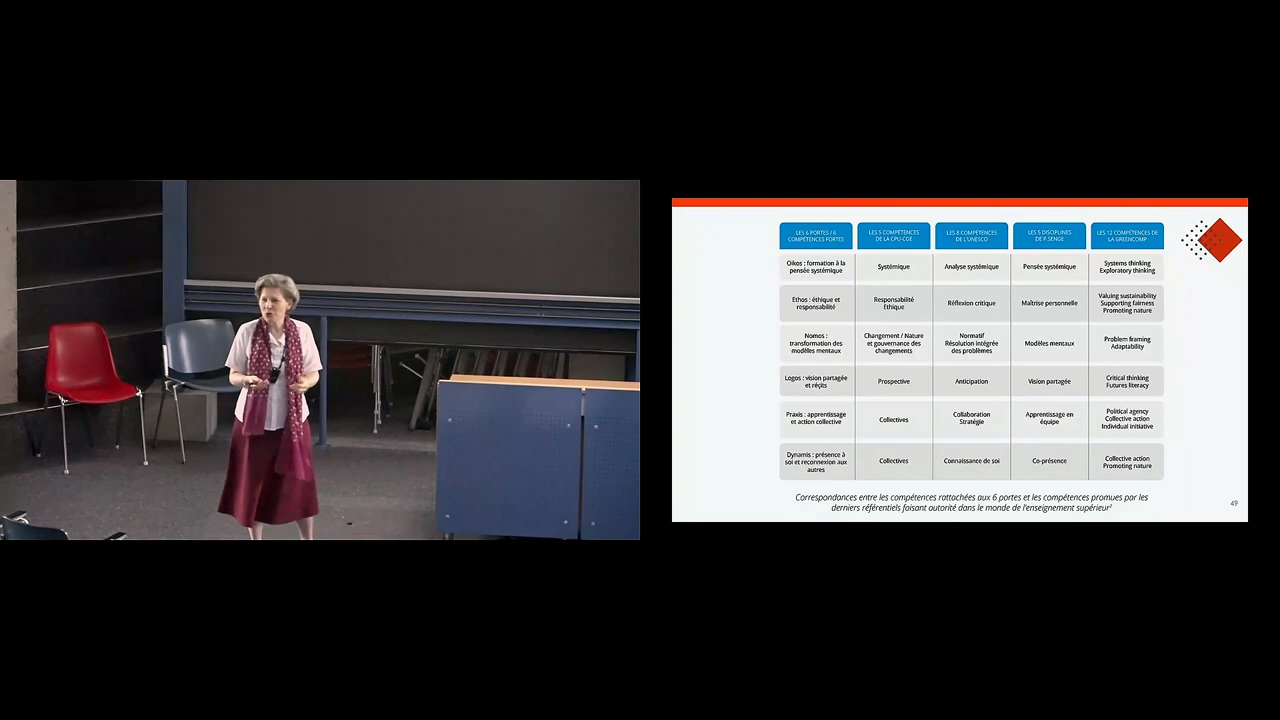 LES 6 PORTES / 6
COMPÉTENCES FORTES
LES 5 COMPÉTENCES
DE LA CPU-CGE
LES 8 COMPÉTENCES
DE L'UNESCO
LES 5 DISCIPLINES
DE P.SENGE
LES 12 COMPÉTENCES DE
LA GREENCOMP
Oikos : formation à la
pensée systémique
Systémique
Analyse systémique
Pensée systémique
Systems thinking
Exploratory thinking
Ethos : éthique et
responsabilité
Responsabilité
Ethique
Réflexion critique
Maîtrise personnelle
Valuing sustainability
Supporting fairness
Promoting nature
Nomos :
transformation des
modèles mentaux
Changement / Nature
et gouvernance des
changements
Normatif
Résolution intégrée
des problèmes
Modèles mentaux
Problem framing
Adaptability
Logos : vision partagée
et récits
Prospective
Anticipation
Vision partagée
Critical thinking
Futures literacy
Praxis : apprentissage
et action collective
Collectives
Collaboration
Stratégie
Apprentissage en
équipe
Political agency
Collective action
Individual initiative
Dynamis : présence à
soi et reconnexion aux
autres
Collectives
Connaissance de soi
Co-présence
Collective action
Promoting nature
Correspondances entre les compétences rattachées aux 6 portes et les compétences promues par les
derniers référentiels faisant autorité dans le monde de l'enseignement supérieur⁷
49